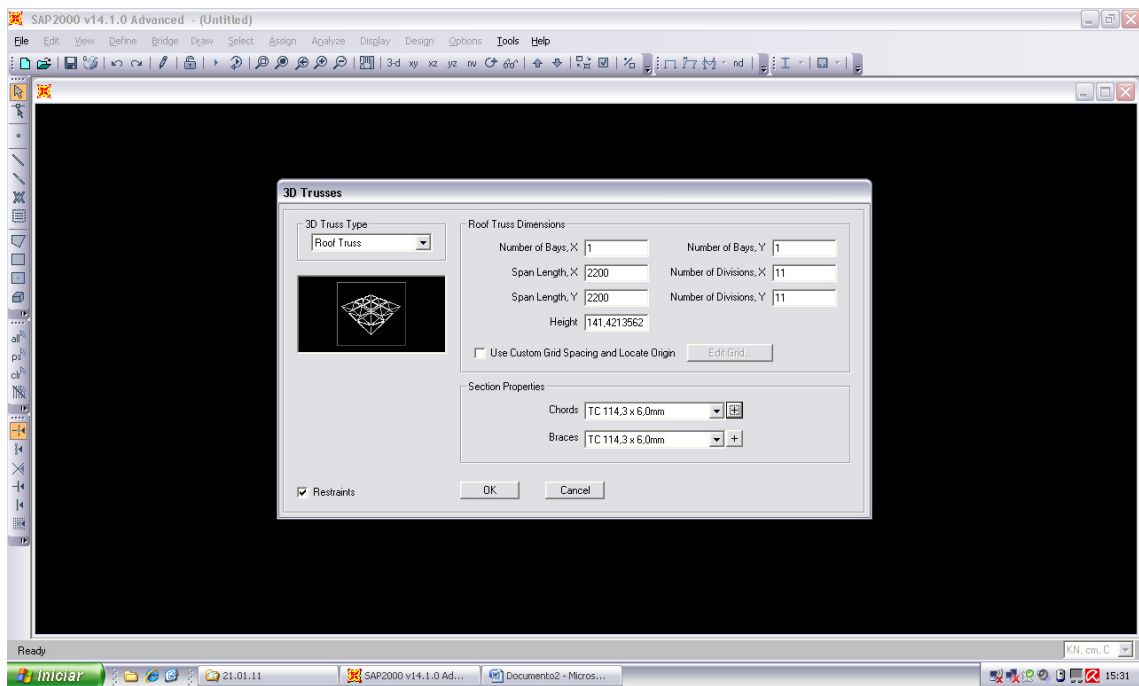 SAP2000 v14.1.0 Advanced - (Untitled)
File Edit View Define Bridge Draw Select Assign Analyze Display Design Options Tools Help
3-d xy xz yz nv nd
3D Trusses
3D Truss Type
Roof Truss
Roof Truss Dimensions
Number of Bays, X 1 Number of Bays, Y 1
Span Length, X 2200 Number of Divisions, X 11
Span Length, Y 2200 Number of Divisions, Y 11
Height 141,4213562
Use Custom Grid Spacing and Locate Origin Edit Grid...
Section Properties
Chords TC 114,3 x 6,0mm
Braces TC 114,3 x 6,0mm +
Restraints OK Cancel
all
ps
clr
Ready KN, cm, C
Iniciar 21.01.11 SAP2000 v14.1.0 Ad... Documento2 - Micros... 15:31